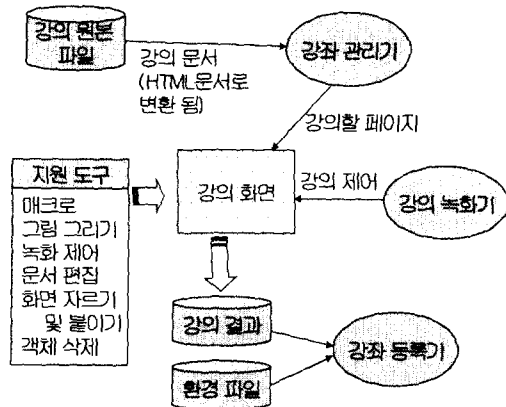 강의 원본
파일
강의 문서
(HTML문서로
변환 됨)
강좌 관리기
강의할 페이지
지원 도구
매크로
그림 그리기
녹화 제어
문서 편집
화면 자르기
및 붙이기
객체 삭제
강의 화면
강의 제어
강의 녹화기
강의 결과
환경 파일
강좌 등록기